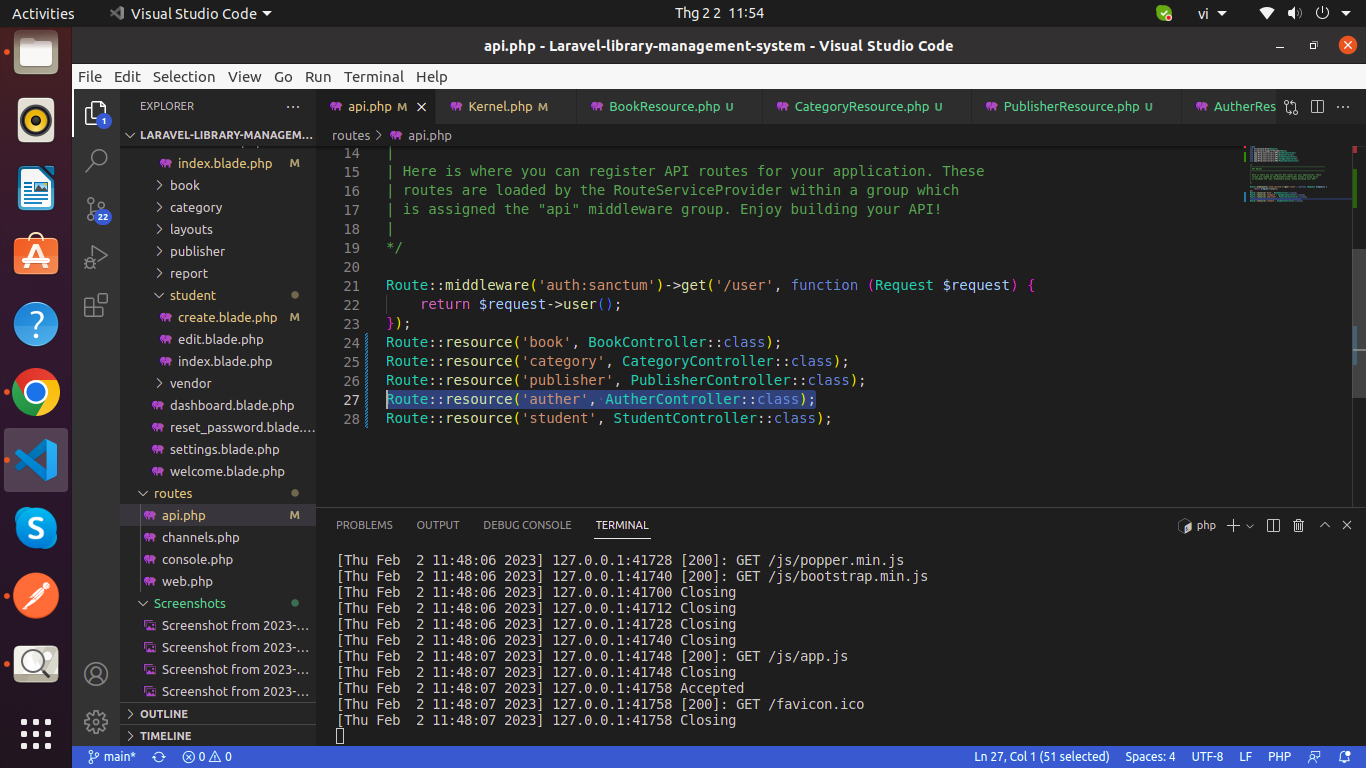 Activities
Visual Studio Code
Thg 2 2 11:54
vi
api.php - Laravel-library-management-system - Visual Studio Code
File Edit Selection View Go Run Terminal Help
EXPLORER
api.php M
Kernel.php M
BookResource.php U
CategoryResource.php U
PublisherResource.php U
AutherRes
1
22
LARAVEL-LIBRARY-MANAGEM...
index.blade.php M
book
category
layouts
publisher
report
student
create.blade.php M
edit.blade.php
index.blade.php
vendor
dashboard.blade.php
reset_password.blade....
settings.blade.php
welcome.blade.php
routes
api.php M
channels.php
console.php
web.php
Screenshots
Screenshot from 2023-...
Screenshot from 2023-...
Screenshot from 2023-...
Screenshot from 2023-...
OUTLINE
TIMELINE
routes > api.php
14 |
15 | Here is where you can register API routes for your application. These
16 | routes are loaded by the RouteServiceProvider within a group which
17 | is assigned the "api" middleware group. Enjoy building your API!
18 |
19 */
20
21 Route::middleware('auth:sanctum')->get('/user', function (Request $request) {
22 return $request->user();
23 });
24 Route::resource('book', BookController::class);
25 Route::resource('category', CategoryController::class);
26 Route::resource('publisher', PublisherController::class);
27 Route::resource('auther', AutherController::class);
28 Route::resource('student', StudentController::class);
PROBLEMS OUTPUT DEBUG CONSOLE TERMINAL
php
[Thu Feb 2 11:48:06 2023] 127.0.0.1:41728 [200]: GET /js/popper.min.js
[Thu Feb 2 11:48:06 2023] 127.0.0.1:41740 [200]: GET /js/bootstrap.min.js
[Thu Feb 2 11:48:06 2023] 127.0.0.1:41700 Closing
[Thu Feb 2 11:48:06 2023] 127.0.0.1:41712 Closing
[Thu Feb 2 11:48:06 2023] 127.0.0.1:41728 Closing
[Thu Feb 2 11:48:06 2023] 127.0.0.1:41740 Closing
[Thu Feb 2 11:48:07 2023] 127.0.0.1:41748 [200]: GET /js/app.js
[Thu Feb 2 11:48:07 2023] 127.0.0.1:41748 Closing
[Thu Feb 2 11:48:07 2023] 127.0.0.1:41758 Accepted
[Thu Feb 2 11:48:07 2023] 127.0.0.1:41758 [200]: GET /favicon.ico
[Thu Feb 2 11:48:07 2023] 127.0.0.1:41758 Closing
main*
0 0
Ln 27, Col 1 (51 selected)
Spaces: 4
UTF-8
LF
PHP